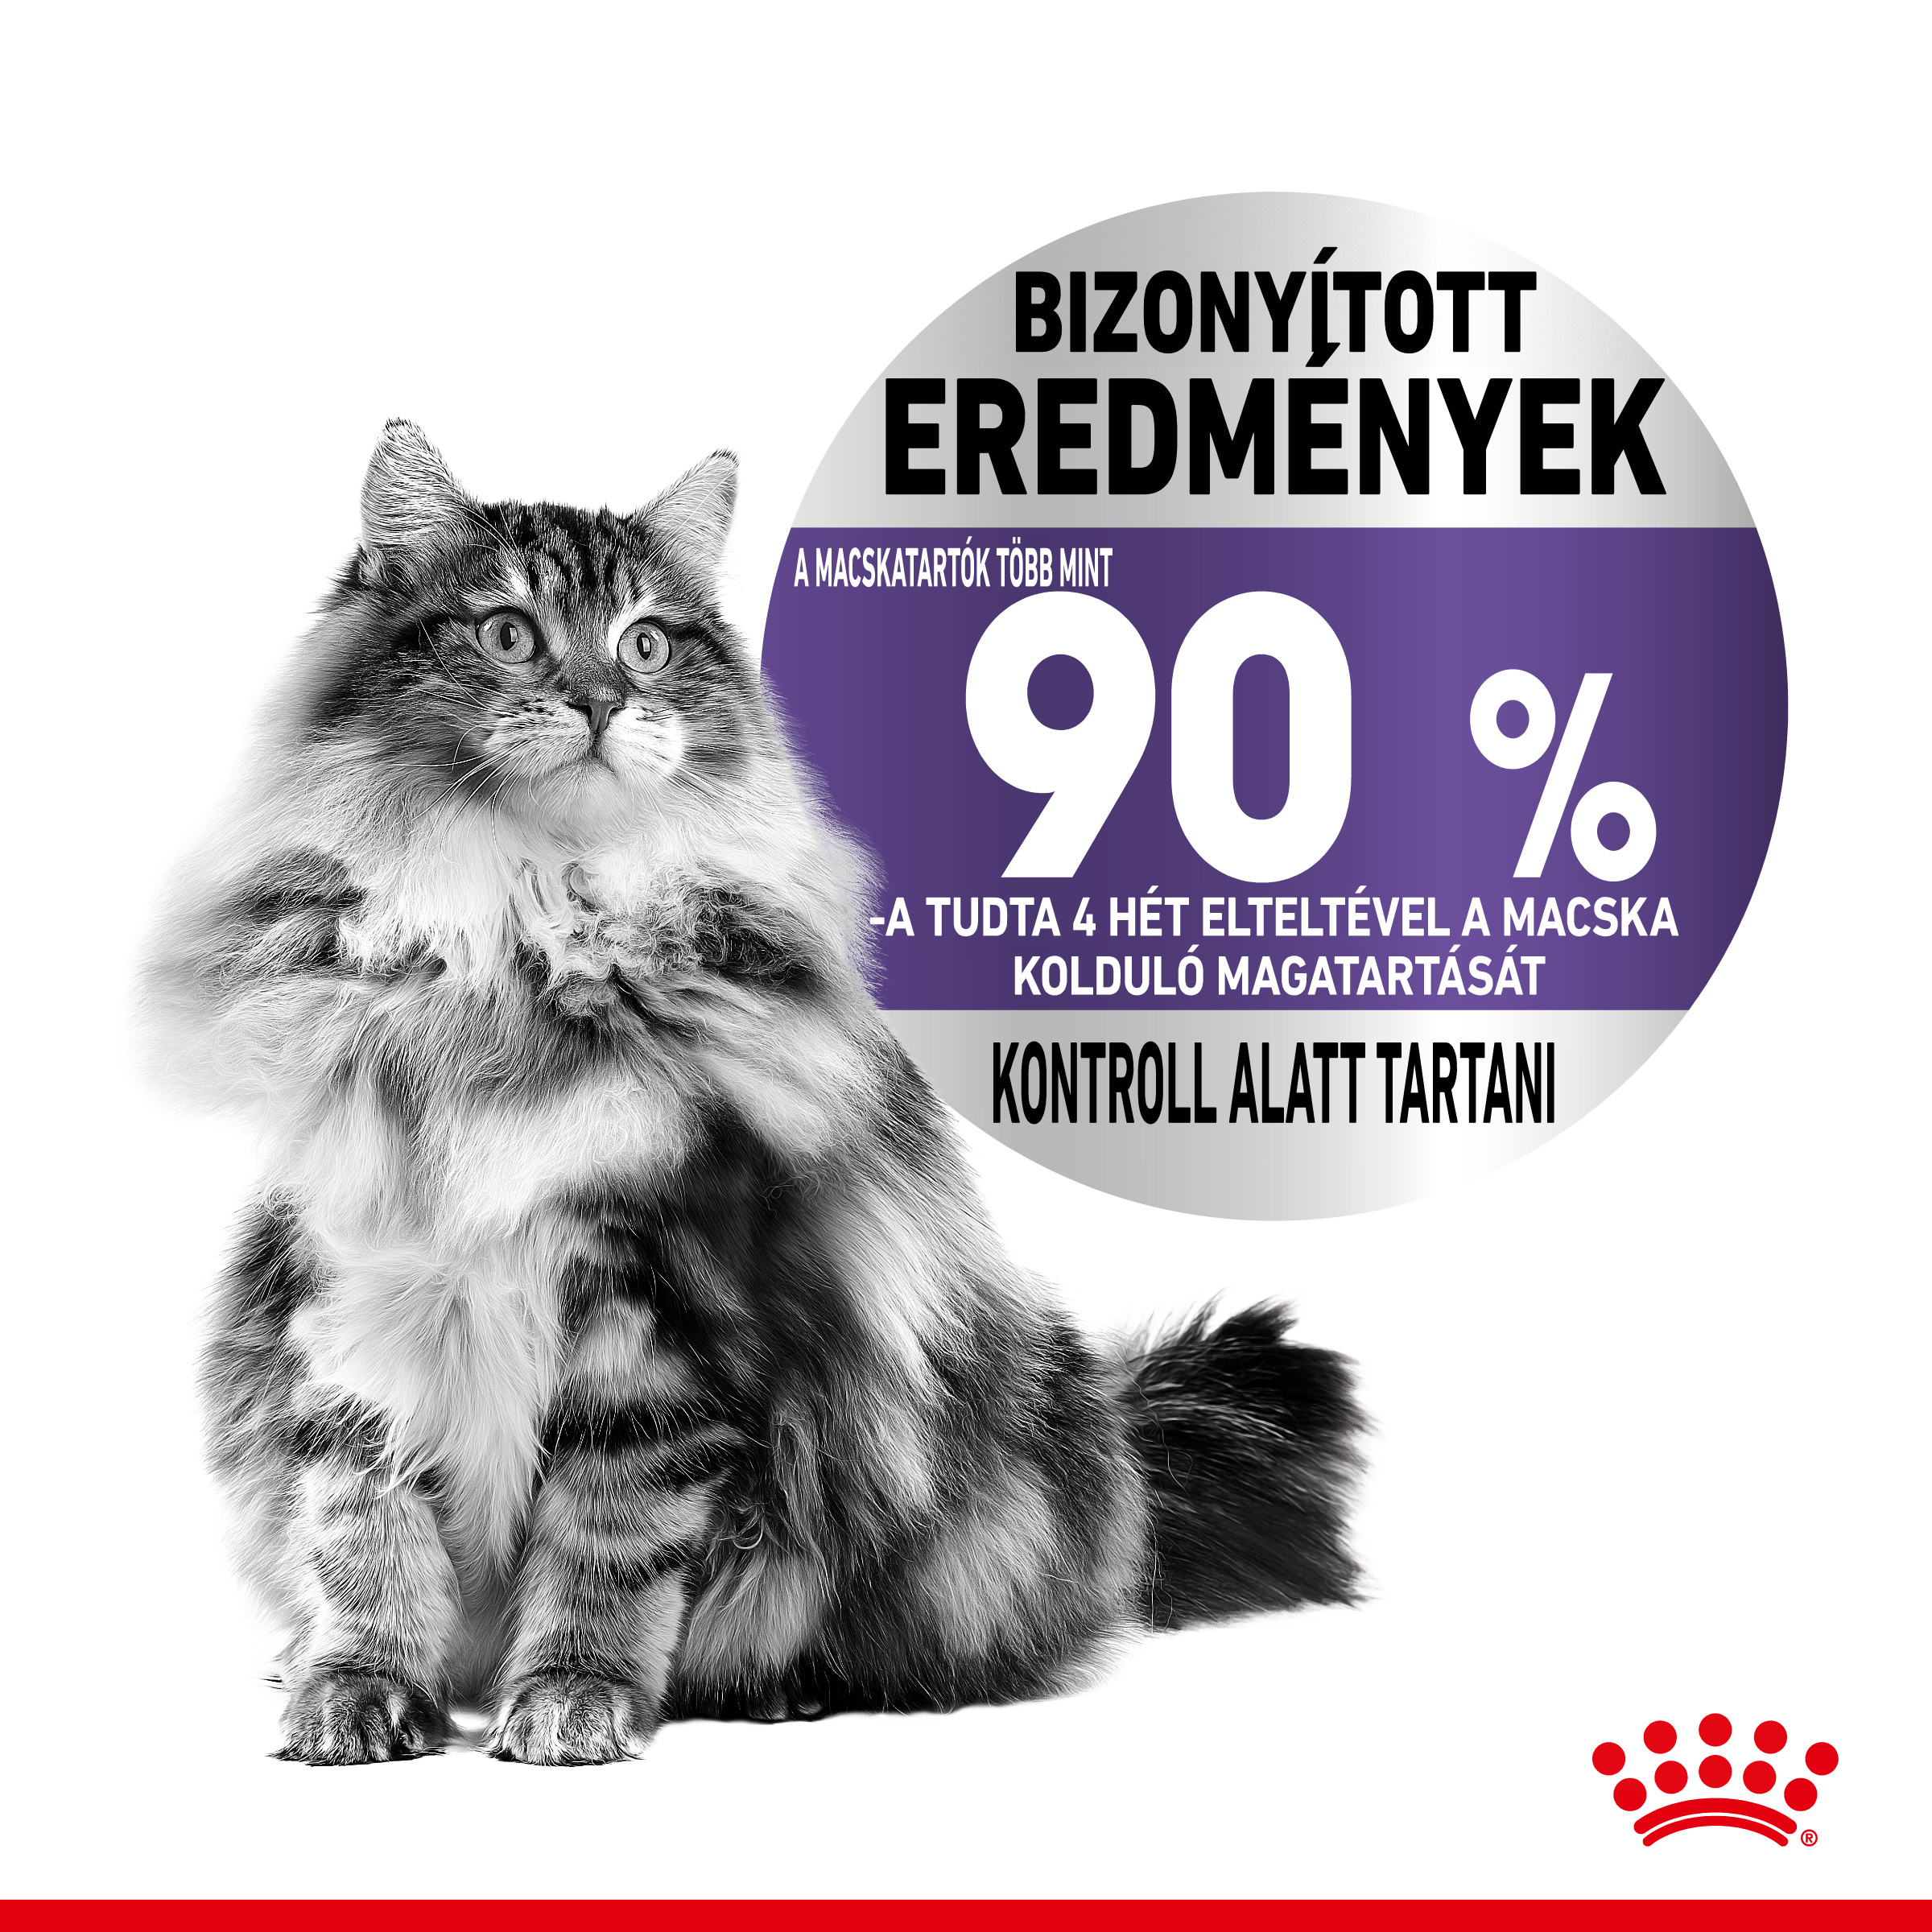 BIZONYÍTOTT
EREDMÉNYEK
A MACSKATARTÓK TÖBB MINT
90 %
-A TUDTA 4 HÉT ELTELTÉVEL A MACSKA
KOLDULÓ MAGATARTÁSÁT
KONTROLL ALATT TARTANI
®